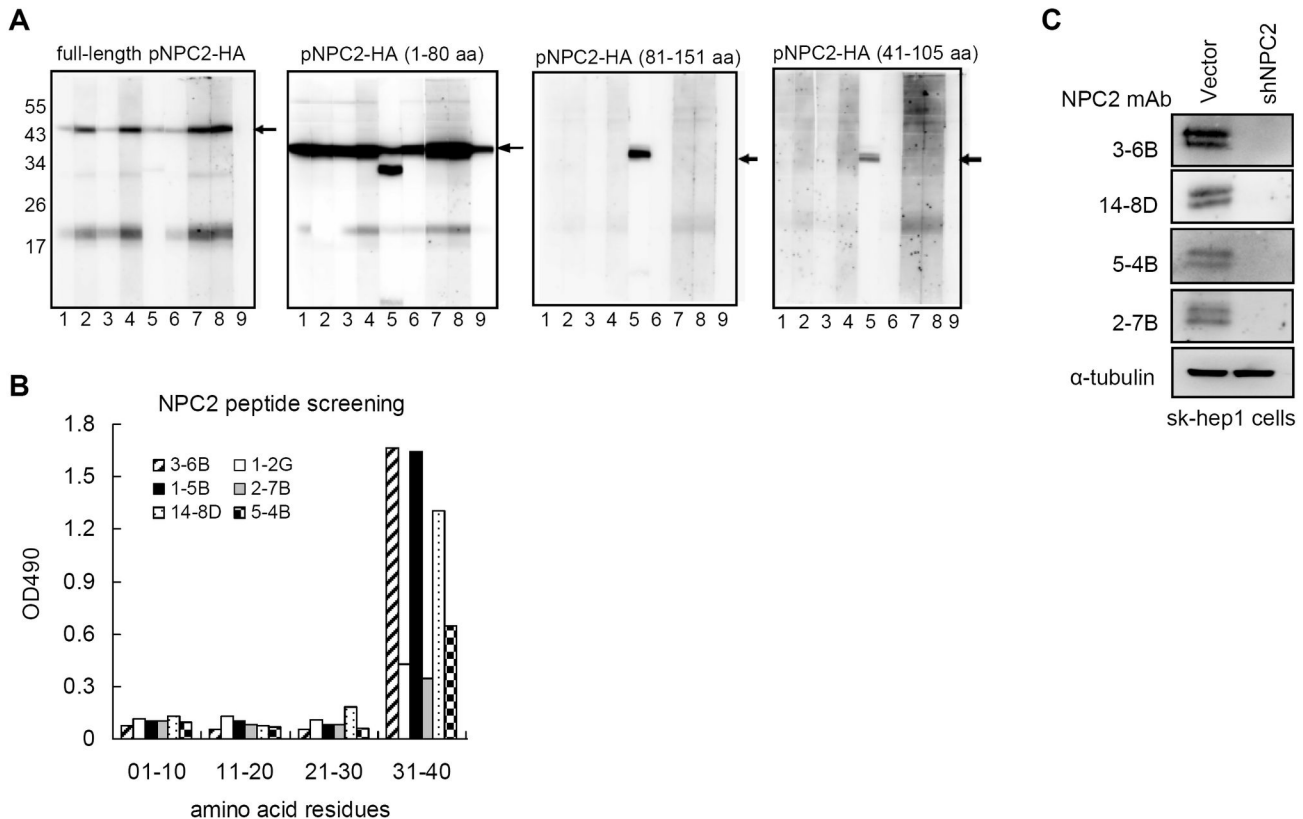 A
full-length pNPC2-HA
pNPC2-HA (1-80 aa)
pNPC2-HA (81-151 aa)
pNPC2-HA (41-105 aa)
55
43
34
26
17
1 2 3 4 5 6 7 8 9
1 2 3 4 5 6 7 8 9
1 2 3 4 5 6 7 8 9
1 2 3 4 5 6 7 8 9
B
NPC2 peptide screening
1.8
1.5
1.2
0.9
0.6
0.3
0
OD490
3-6B 1-2G
1-5B 2-7B
14-8D 5-4B
01-10 11-20 21-30 31-40
amino acid residues
C
NPC2 mAb Vector shNPC2
3-6B
14-8D
5-4B
2-7B
α-tubulin
sk-hep1 cells